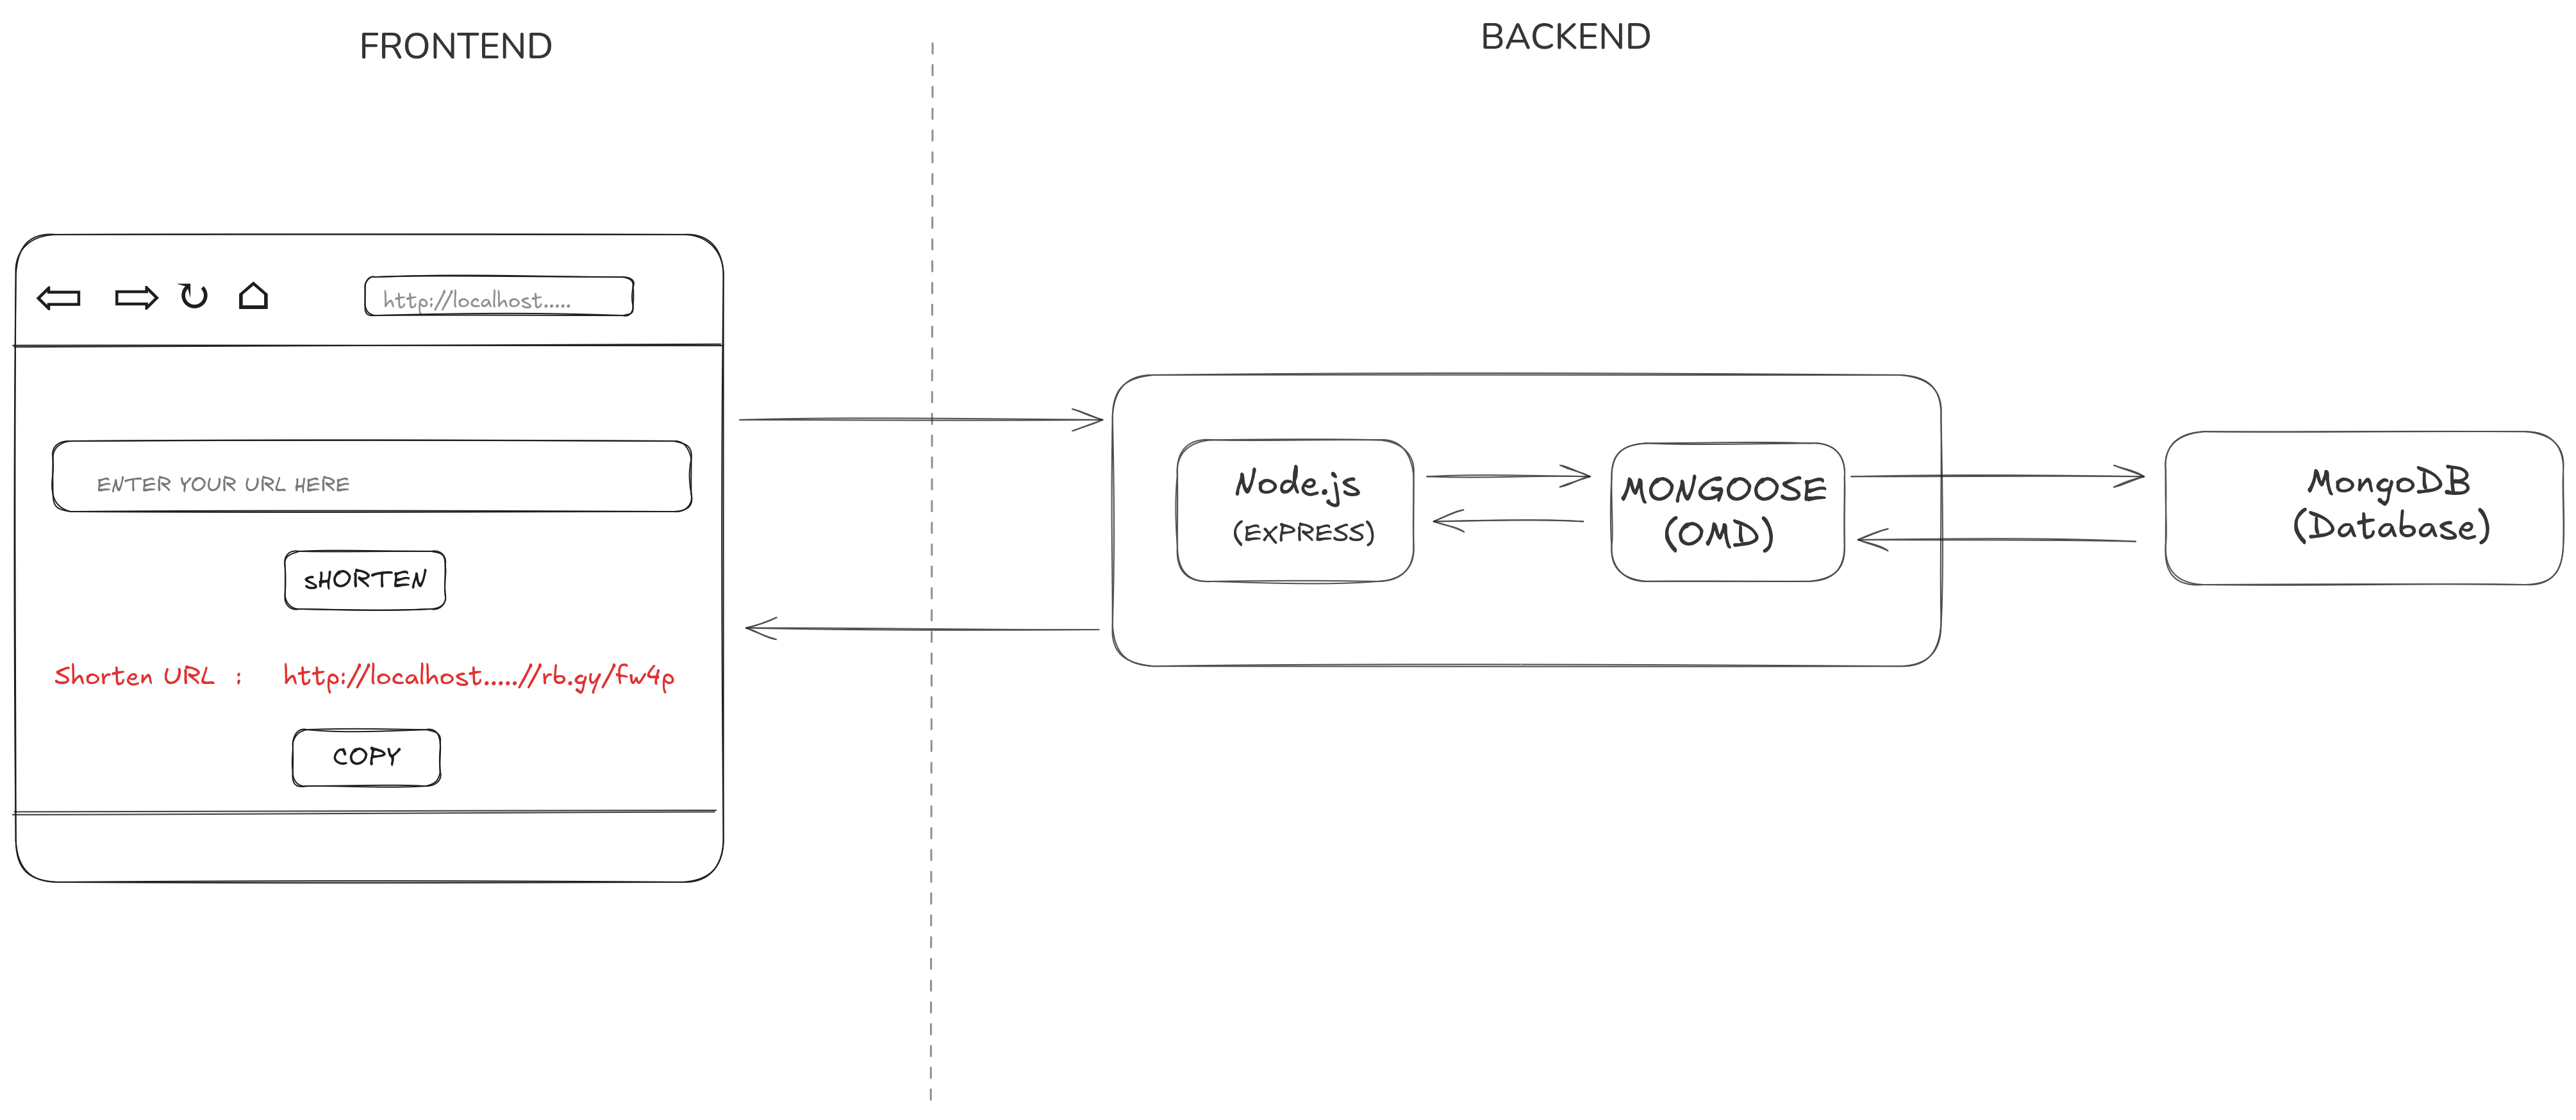 FRONTEND
BACKEND
http://localhost.....
ENTER YOUR URL HERE
sHORTEN
Shorten URL : http://localhost.....//rb.gy/fw4p
COPY
Node.js
(EXPRESS)
MONGOOSE
(OMD)
MongoDB
(Database)